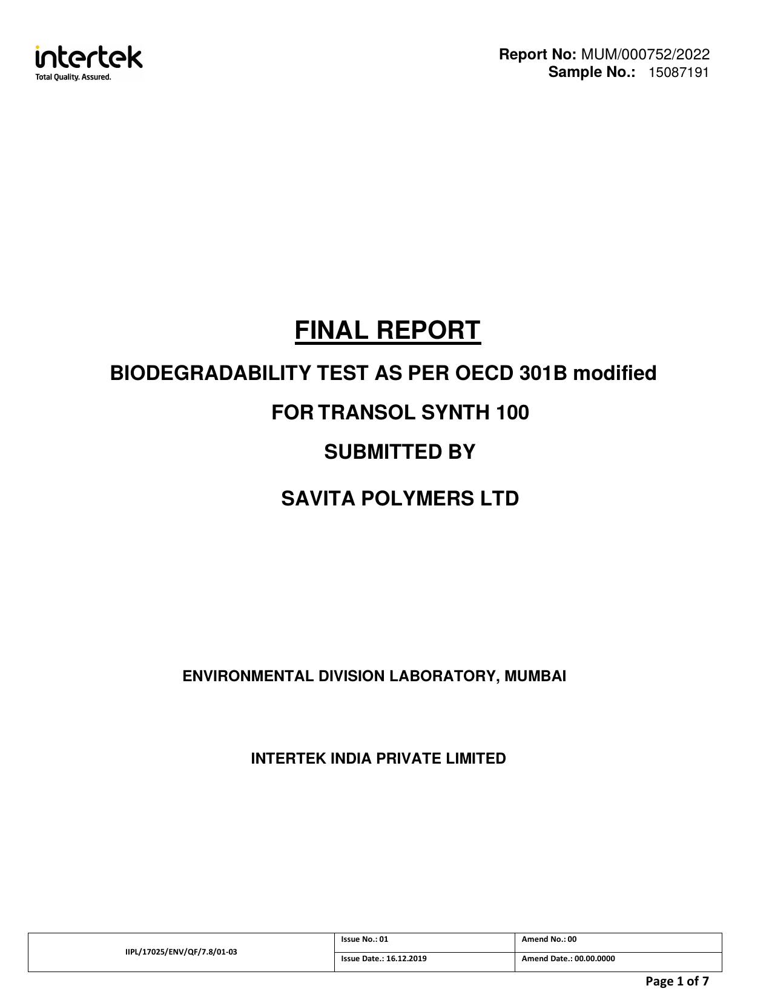 intertek
Total Quality. Assured.
Report No: MUM/000752/2022
Sample No.: 15087191
FINAL REPORT
BIODEGRADABILITY TEST AS PER OECD 301B modified
FOR TRANSOL SYNTH 100
SUBMITTED BY
SAVITA POLYMERS LTD
ENVIRONMENTAL DIVISION LABORATORY, MUMBAI
INTERTEK INDIA PRIVATE LIMITED
IIPL/17025/ENV/QF/7.8/01-03
Issue No.: 01
Amend No.: 00
Issue Date.: 16.12.2019
Amend Date.: 00.00.0000
Page 1 of 7